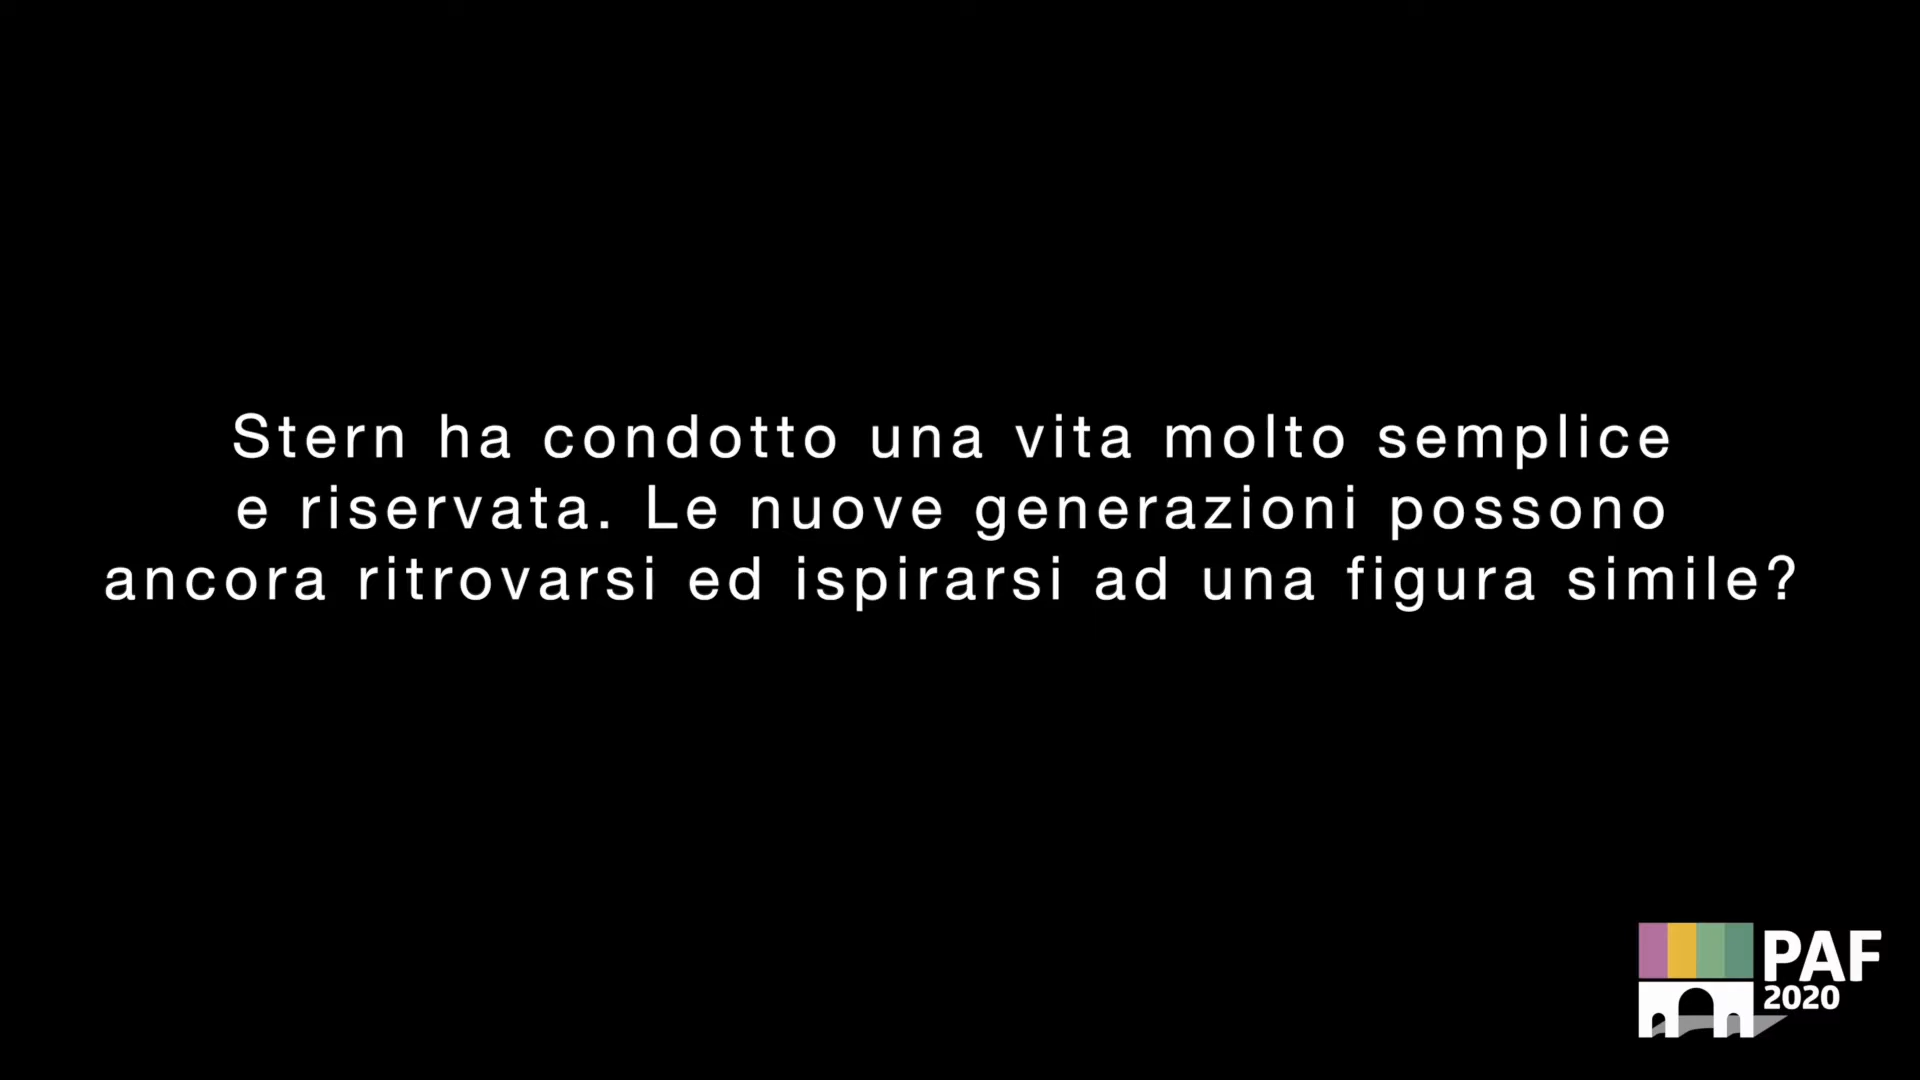 Stern ha condotto una vita molto semplice
e riservata. Le nuove generazioni possono
ancora ritrovarsi ed ispirarsi ad una figura simile?
PAF
2020